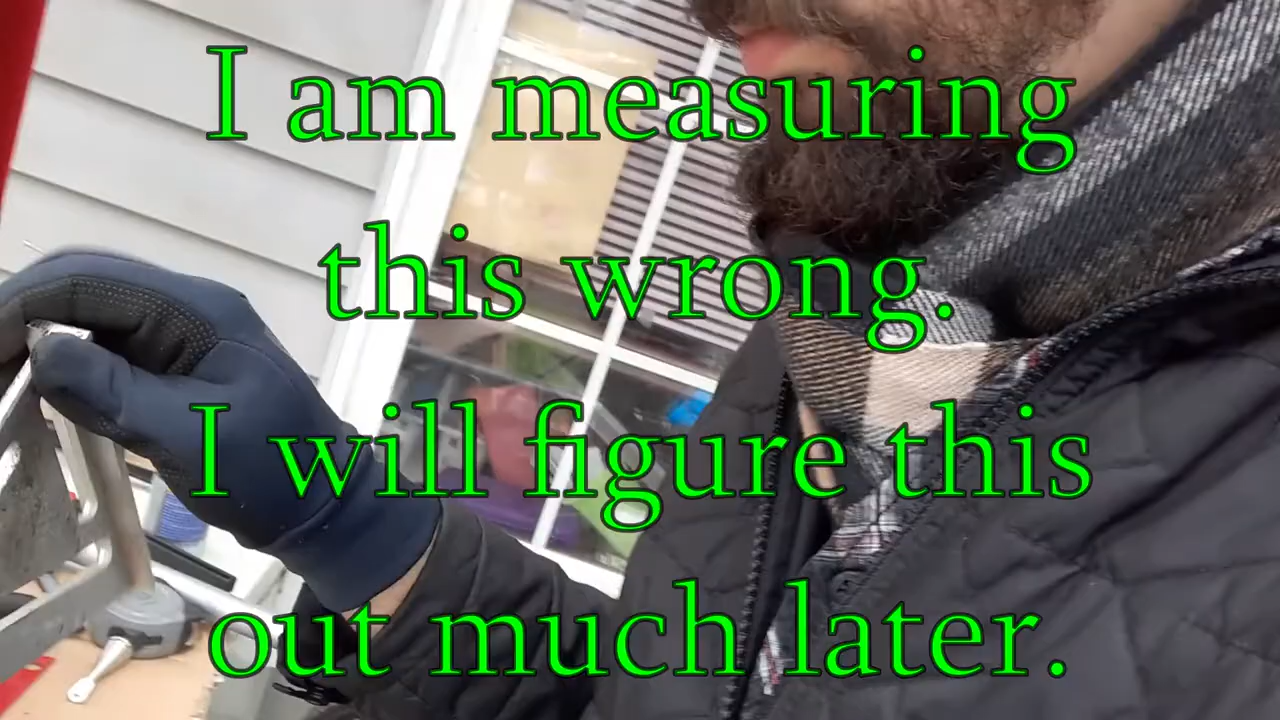 I am measuring
this wrong.
I will figure this
out much later.